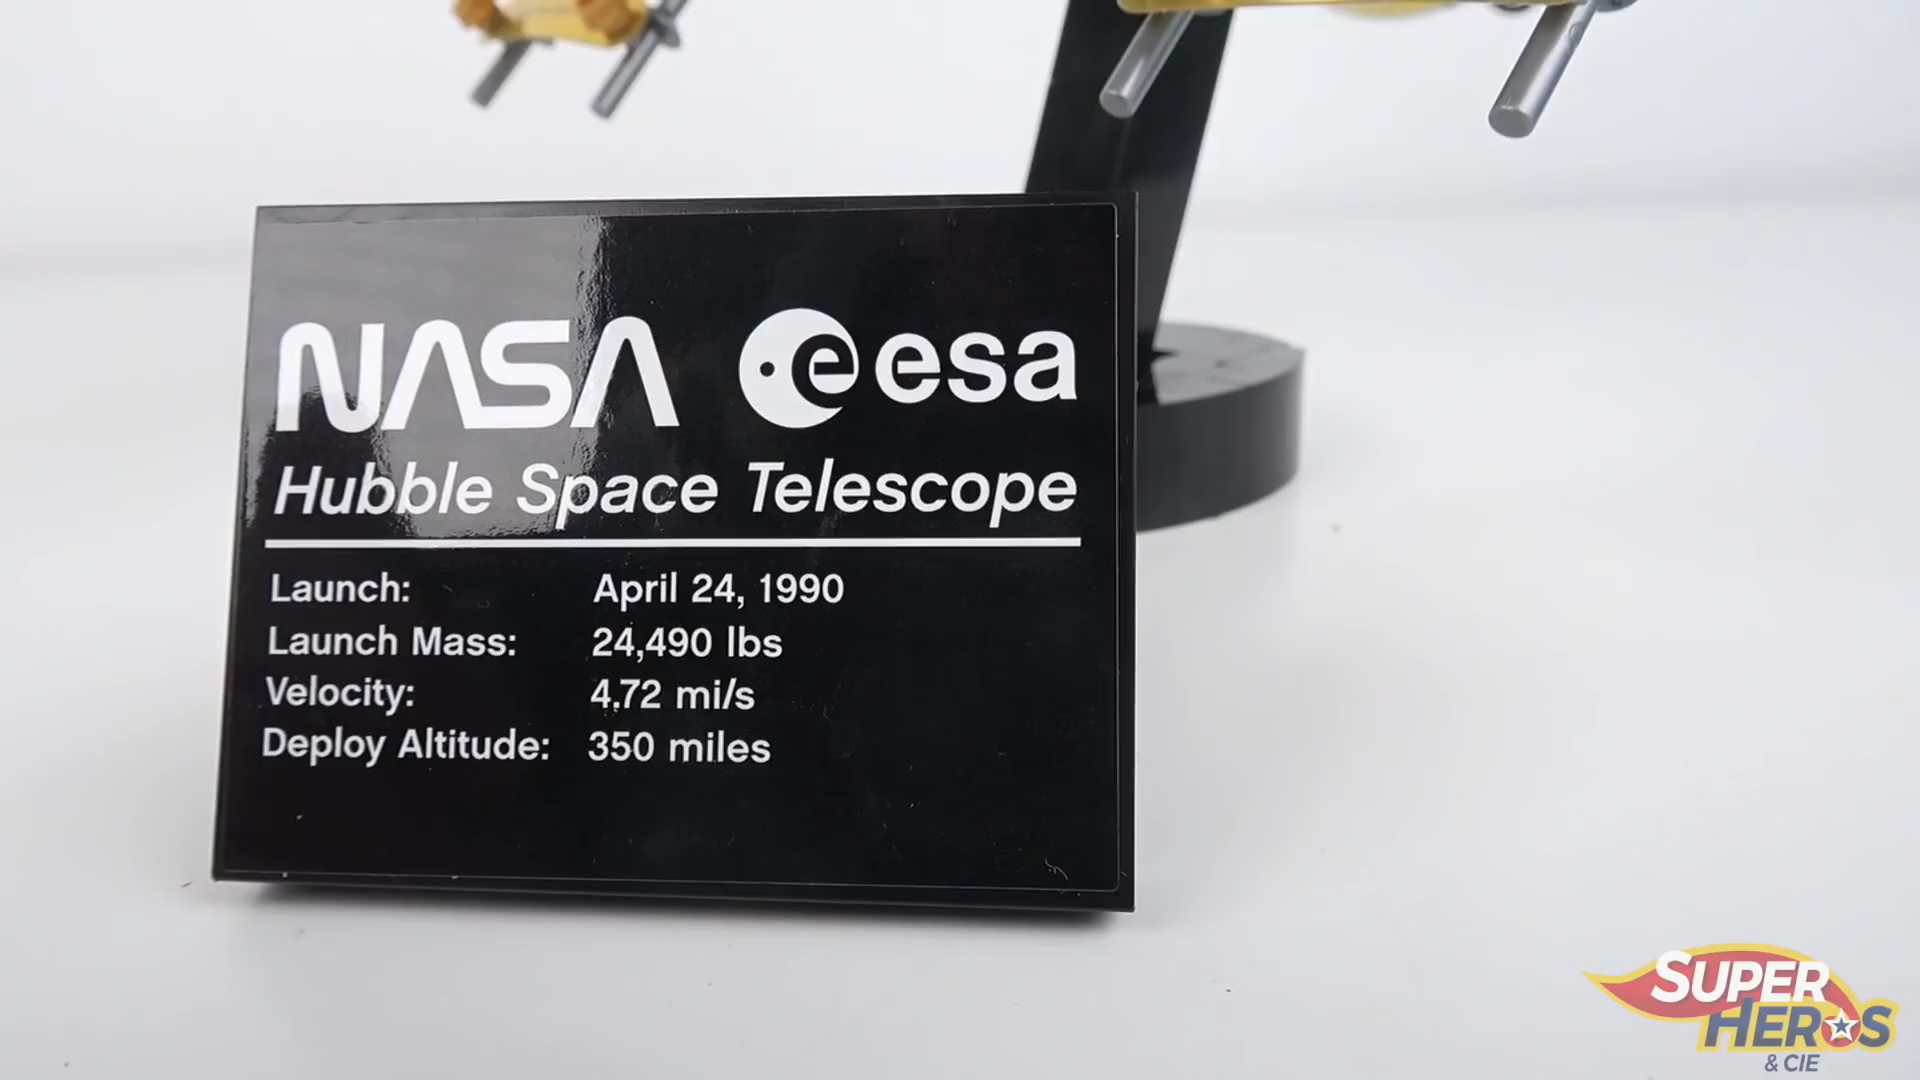 NASA esa
Hubble Space Telescope
Launch: April 24, 1990
Launch Mass: 24,490 lbs
Velocity: 4.72 mi/s
Deploy Altitude: 350 miles
SUPER
HEROS
& CIE